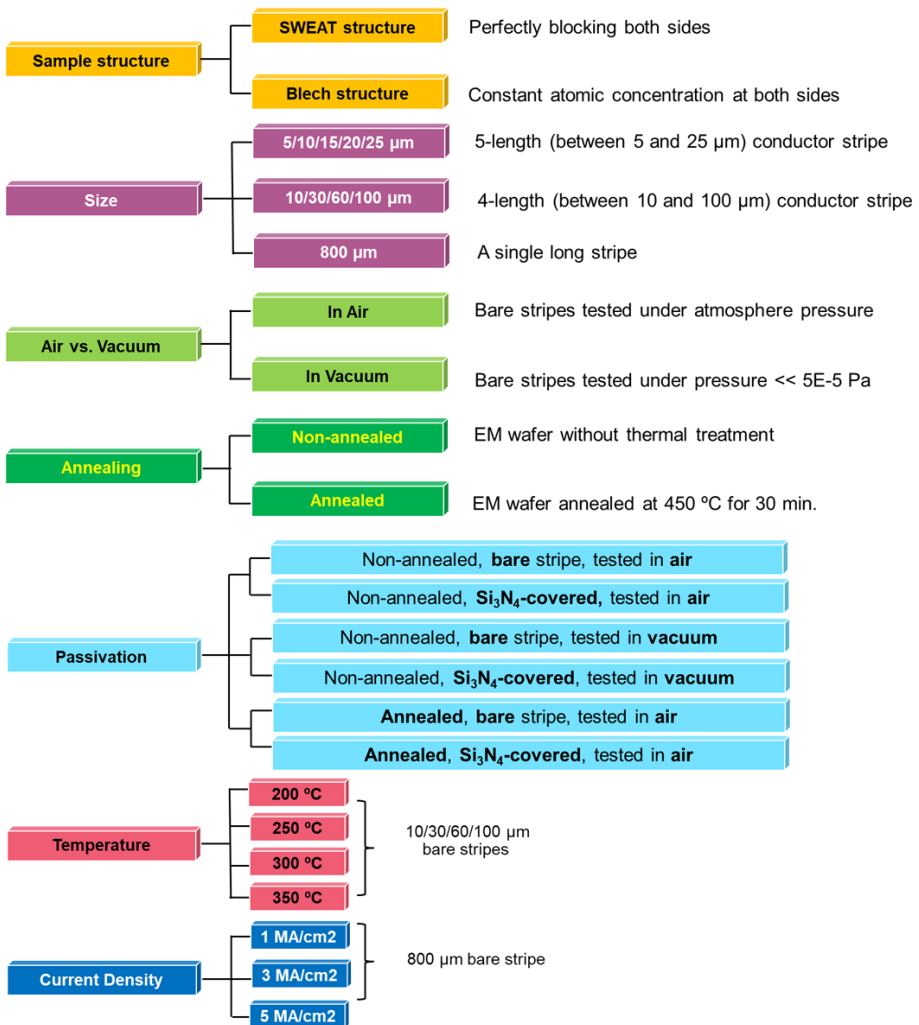 Sample structure
SWEAT structure
Perfectly blocking both sides
Blech structure
Constant atomic concentration at both sides
Size
5/10/15/20/25 µm
5-length (between 5 and 25 µm) conductor stripe
10/30/60/100 µm
4-length (between 10 and 100 µm) conductor stripe
800 µm
A single long stripe
Air vs. Vacuum
In Air
Bare stripes tested under atmosphere pressure
In Vacuum
Bare stripes tested under pressure << 5E-5 Pa
Annealing
Non-annealed
EM wafer without thermal treatment
Annealed
EM wafer annealed at 450 ºC for 30 min.
Passivation
Non-annealed, bare stripe, tested in air
Non-annealed, Si₃N₄-covered, tested in air
Non-annealed, bare stripe, tested in vacuum
Non-annealed, Si₃N₄-covered, tested in vacuum
Annealed, bare stripe, tested in air
Annealed, Si₃N₄-covered, tested in air
Temperature
200 ºC
250 ºC
300 ºC
350 ºC
10/30/60/100 µm
bare stripes
Current Density
1 MA/cm2
3 MA/cm2
5 MA/cm2
800 µm bare stripe